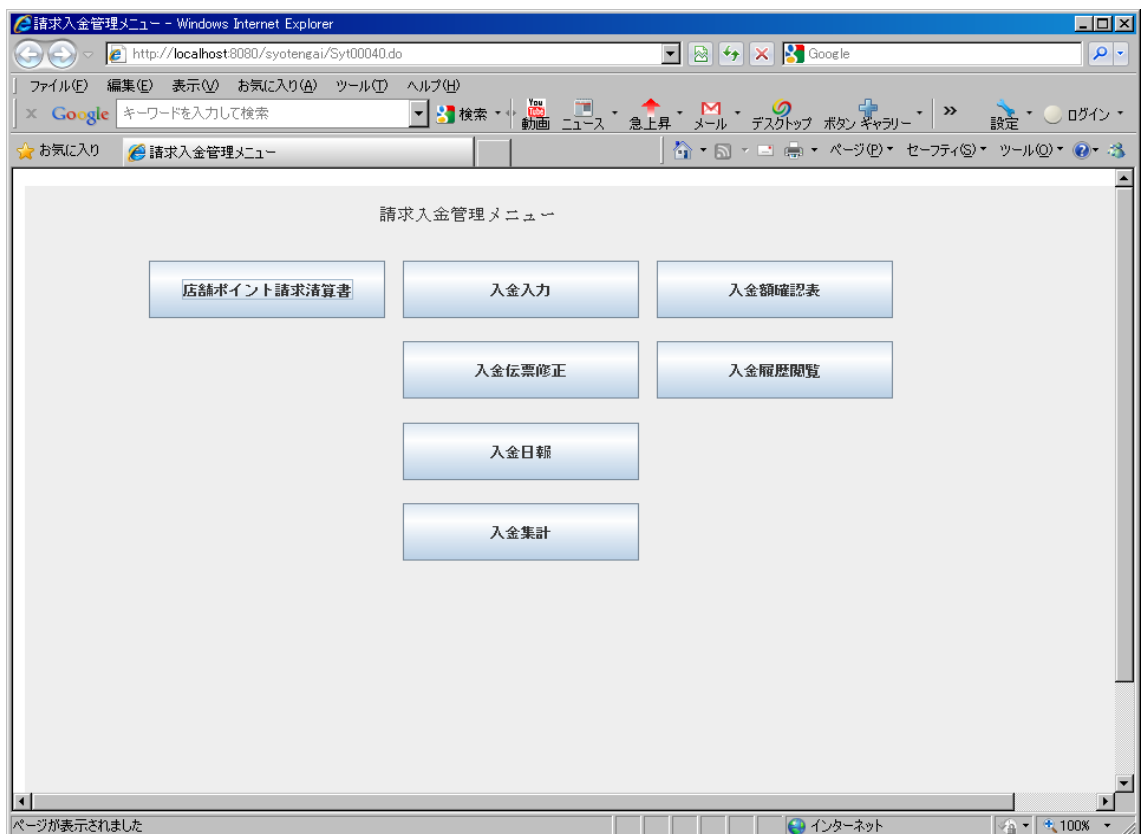 請求入金管理メニュー - Windows Internet Explorer
http://localhost:8080/syotengai/Syt00040.do
Google
ファイル(F) 編集(E) 表示(V) お気に入り(A) ツール(T) ヘルプ(H)
× Google キーワードを入力して検索 検索 You Tube 動画 ニュース 急上昇 メール デスクトップ ボタン ギャラリー » 設定 ログイン
お気に入り 請求入金管理メニュー ページ(P) セーフティ(S) ツール(O)
請求入金管理メニュー
店舗ポイント請求清算書 入金入力 入金額確認表
入金伝票修正 入金履歴閲覧
入金日報
入金集計
ページが表示されました インターネット 100%